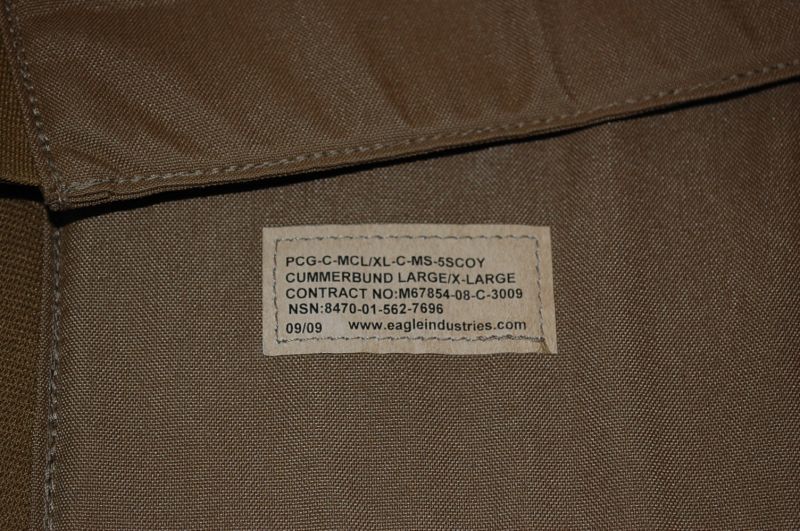 PCG-C-MCL/XL-C-MS-5SCOY
CUMMERBUND LARGE/X-LARGE
CONTRACT NO:M67854-08-C-3009
NSN:8470-01-562-7696
09/09 www.eagleindustries.com